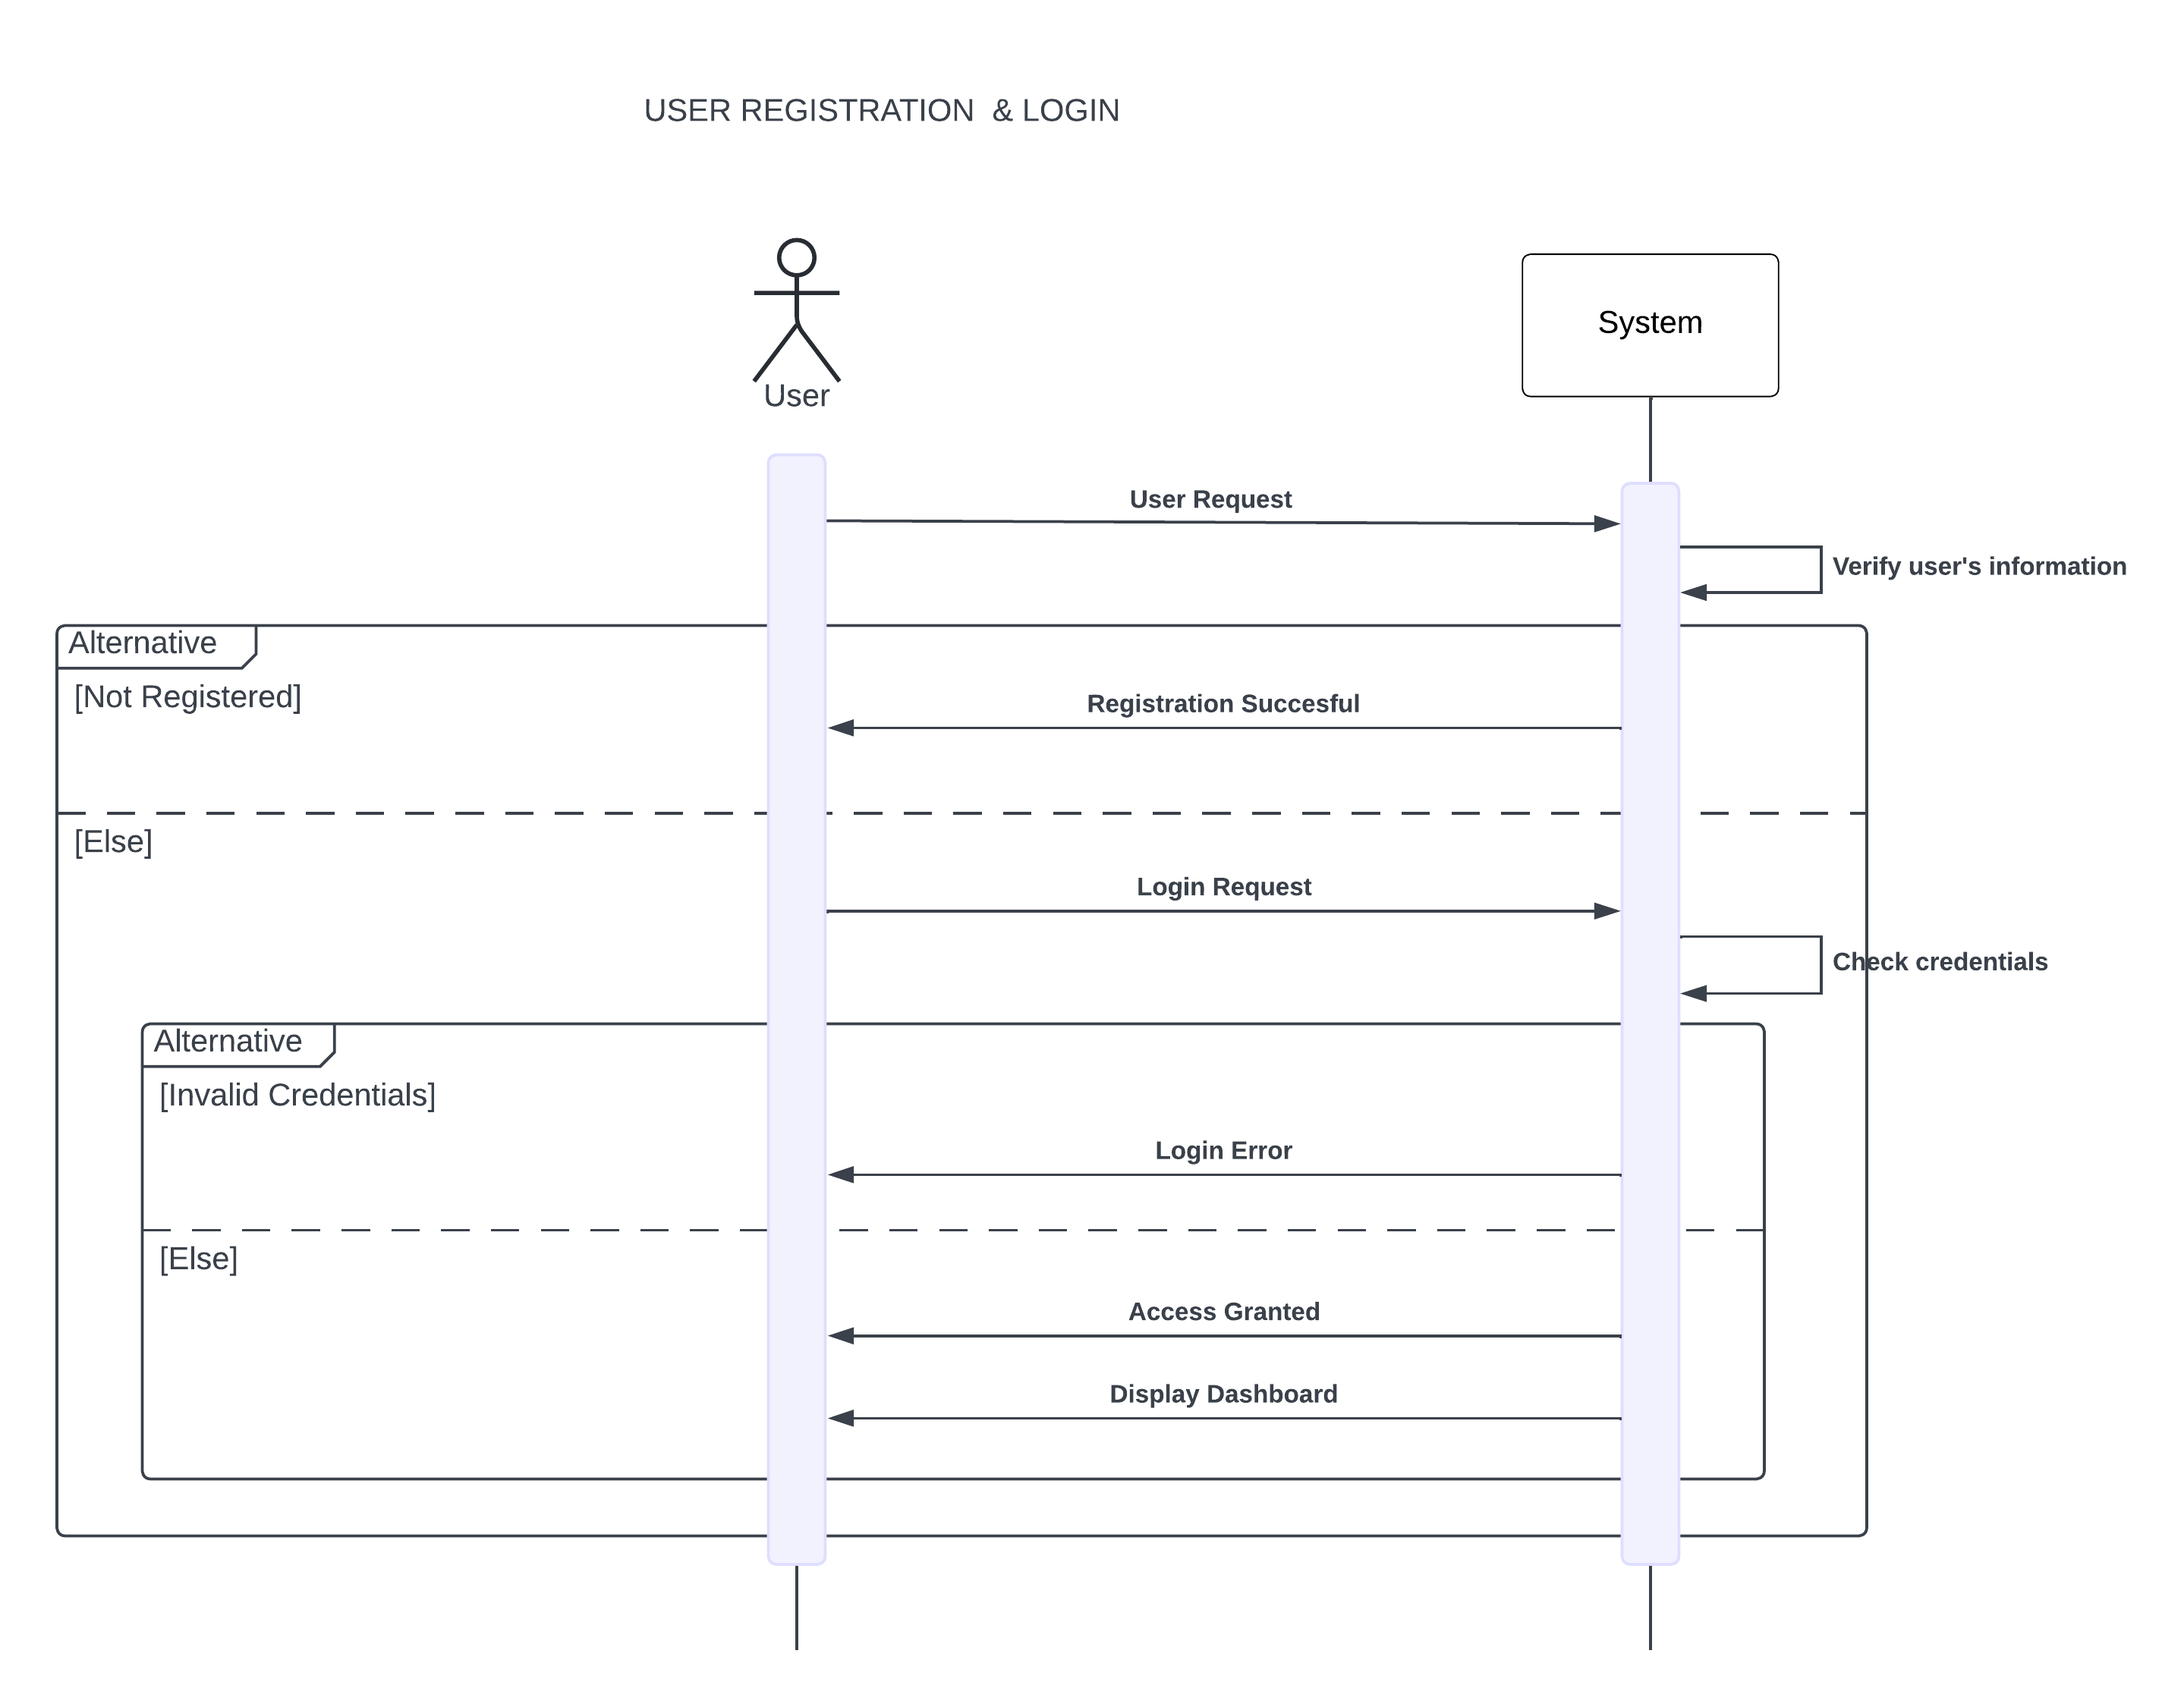 USER REGISTRATION  & LOGIN
User
System
User Request
Verify user's information
Alternative
[Not Registered]
Registration Succesful
[Else]
Login Request
Check credentials
Alternative
[Invalid Credentials]
Login Error
[Else]
Access Granted
Display Dashboard